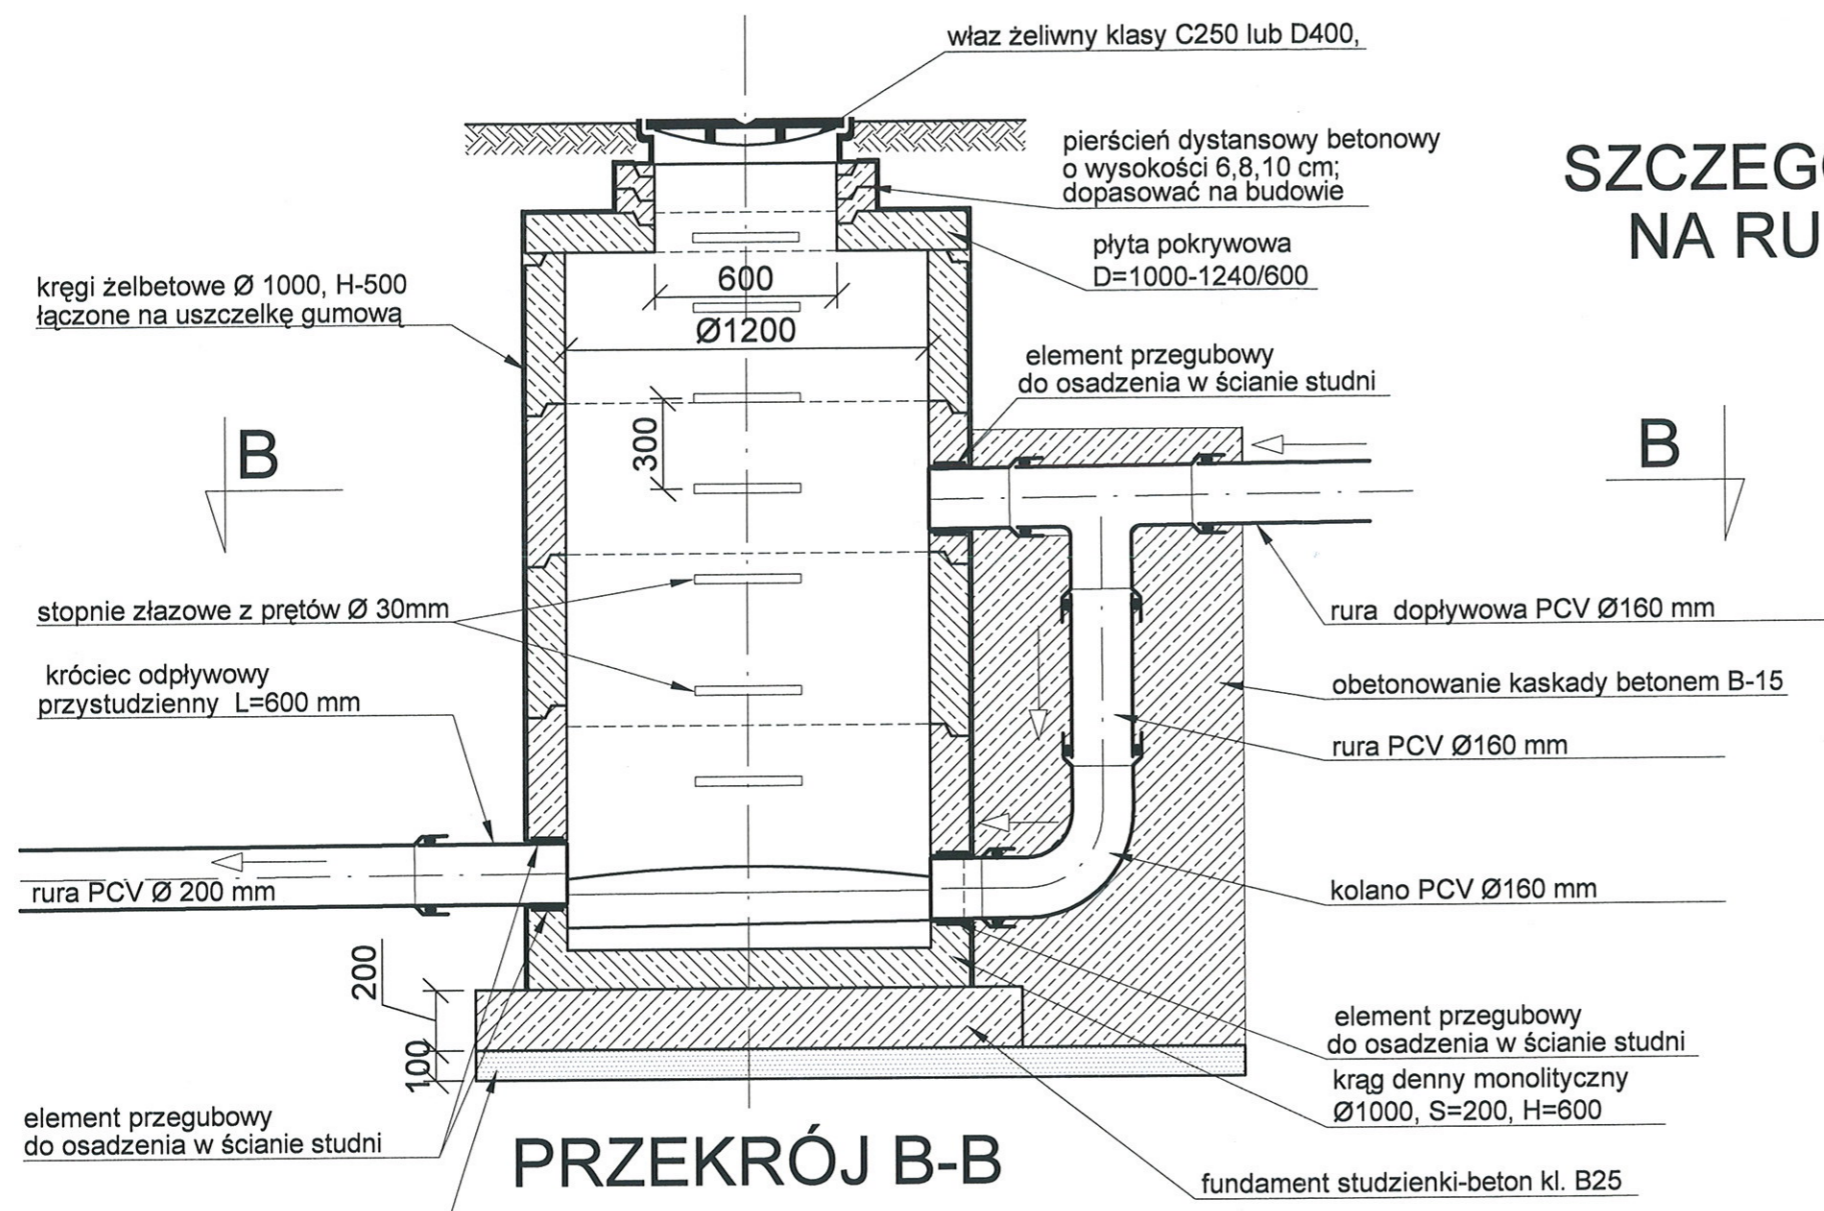 właz żeliwny klasy C250 lub D400,
pierścień dystansowy betonowy
o wysokości 6,8,10 cm;
dopasować na budowie
SZCZEGÓ
NA RU
płyta pokrywowa
D=1000-1240/600
kręgi żelbetowe Ø 1000, H-500
łączone na uszczelkę gumową
600
Ø1200
element przegubowy
do osadzenia w ścianie studni
300
B
B
stopnie złazowe z prętów Ø 30mm
rura dopływowa PCV Ø160 mm
króciec odpływowy
przystudzienny L=600 mm
obetonowanie kaskady betonem B-15
rura PCV Ø160 mm
rura PCV Ø 200 mm
kolano PCV Ø160 mm
200
100
element przegubowy
do osadzenia w ścianie studni
krąg denny monolityczny
Ø1000, S=200, H=600
element przegubowy
do osadzenia w ścianie studni
PRZEKRÓJ B-B
fundament studzienki-beton kl. B25